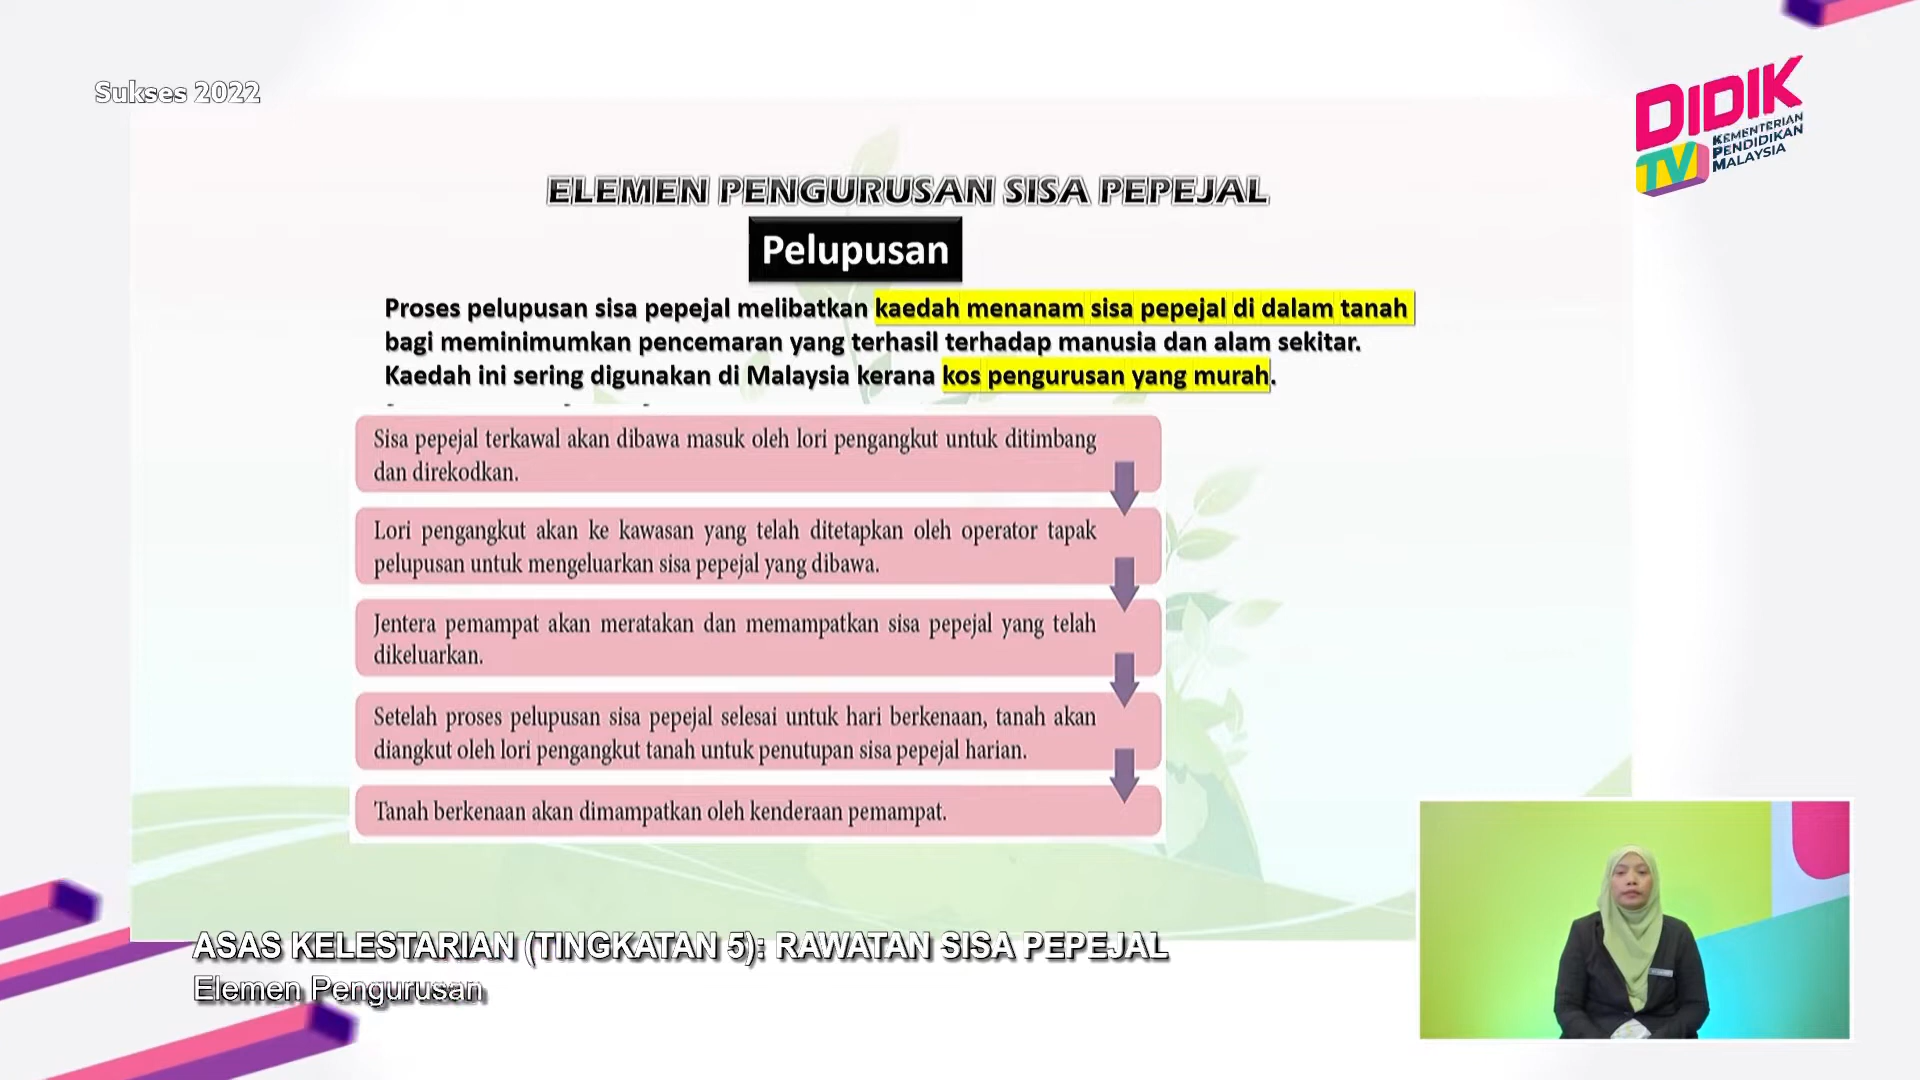 Sukses 2022
DIDIK
TV
KEMENTERIAN
PENDIDIKAN
MALAYSIA
ELEMEN PENGURUSAN SISA PEPEJAL
Pelupusan
Proses pelupusan sisa pepejal melibatkan kaedah menanam sisa pepejal di dalam tanah
bagi meminimumkan pencemaran yang terhasil terhadap manusia dan alam sekitar.
Kaedah ini sering digunakan di Malaysia kerana kos pengurusan yang murah.
Sisa pepejal terkawal akan dibawa masuk oleh lori pengangkut untuk ditimbang
dan direkodkan.
Lori pengangkut akan ke kawasan yang telah ditetapkan oleh operator tapak
pelupusan untuk mengeluarkan sisa pepejal yang dibawa.
Jentera pemampat akan meratakan dan memampatkan sisa pepejal yang telah
dikeluarkan.
Setelah proses pelupusan sisa pepejal selesai untuk hari berkenaan, tanah akan
diangkut oleh lori pengangkut tanah untuk penutupan sisa pepejal harian.
Tanah berkenaan akan dimampatkan oleh kenderaan pemampat.
ASAS KELESTARIAN (TINGKATAN 5): RAWATAN SISA PEPEJAL
Elemen Pengurusan